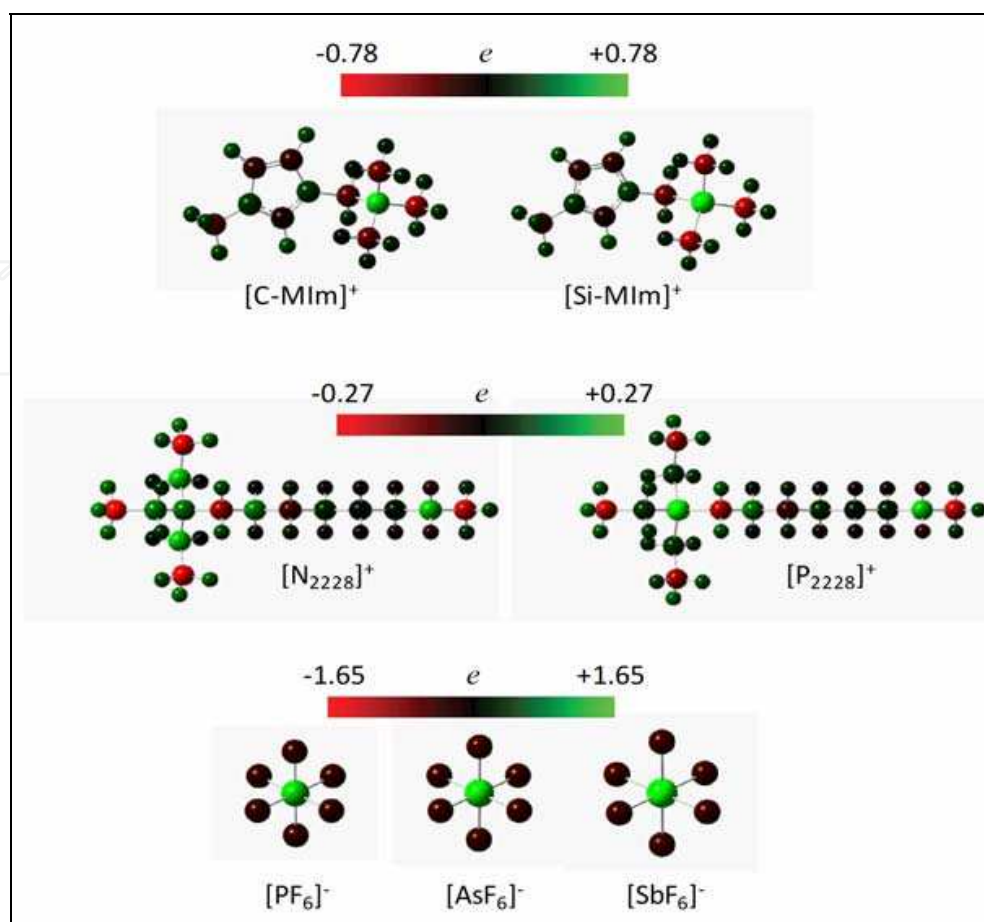 -0.78 e +0.78
[C-MIm]⁺ [Si-MIm]⁺
-0.27 e +0.27
[N₂₂₂₈]⁺ [P₂₂₂₈]⁺
-1.65 e +1.65
[PF₆]⁻ [AsF₆]⁻ [SbF₆]⁻